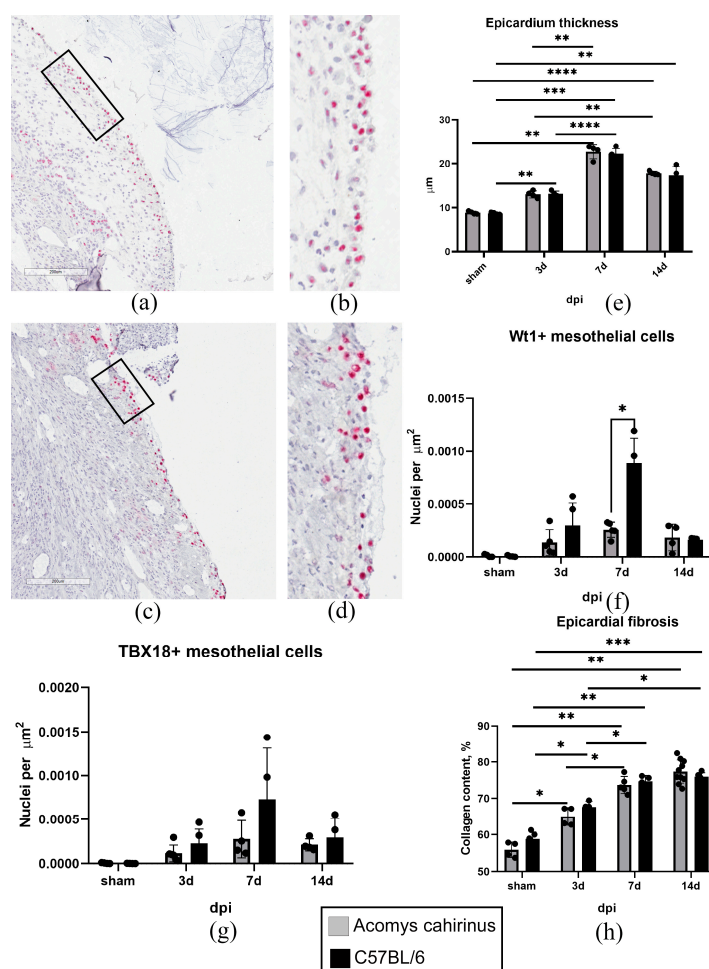 200um
(a)
(b)
Epicardium thickness
**
**
****
***
**
**
****
**
µm
30
20
10
0
sham
3d
7d
14d
dpi
(e)
200um
(c)
(d)
Wt1+ mesothelial cells
*
Nuclei per µm²
0.0015
0.0010
0.0005
0.0000
sham
3d
7d
14d
dpi
(f)
TBX18+ mesothelial cells
Nuclei per µm²
0.0020
0.0015
0.0010
0.0005
0.0000
sham
3d
7d
14d
dpi
(g)
Epicardial fibrosis
***
**
*
**
**
*
*
*
*
Collagen content, %
90
80
70
60
50
sham
3d
7d
14d
dpi
(h)
Acomys cahirinus
C57BL/6